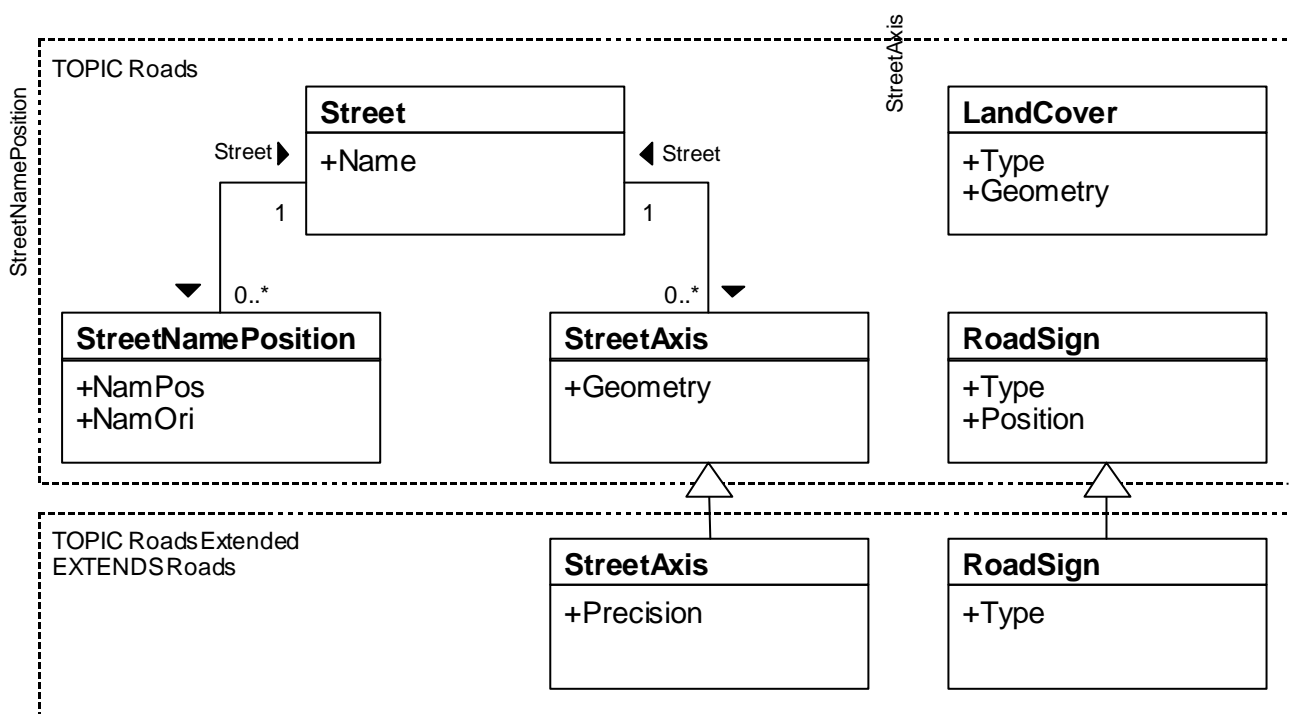 StreetNamePosition
StreetAxis
TOPIC Roads
Street
+Name
Street
Street
1
1
0..*
0..*
LandCover
+Type
+Geometry
StreetNamePosition
+NamPos
+NamOri
StreetAxis
+Geometry
RoadSign
+Type
+Position
TOPIC RoadsExtended
EXTENDS Roads
StreetAxis
+Precision
RoadSign
+Type